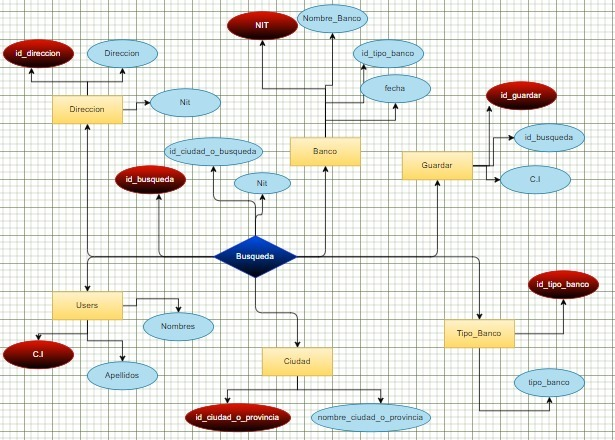 NIT
Nombre_Banco
id_direccion
Direccion
id_tipo_banco
fecha
id_guardar
Direccion
Nit
id_busqueda
id_ciudad_o_busqueda
Banco
Guardar
id_busqueda
Nit
C.I
Busqueda
id_tipo_banco
Users
Nombres
Tipo_Banco
C.I
Ciudad
Apellidos
tipo_banco
id_ciudad_o_provincia
nombre_ciudad_o_provincia